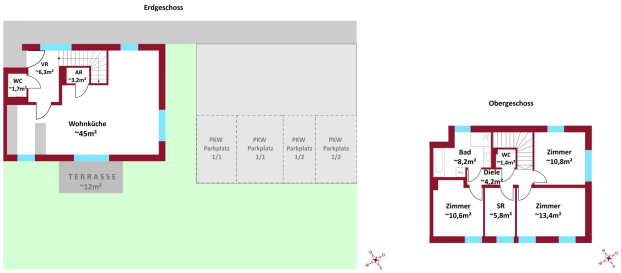 Erdgeschoss
VR
~6,3m²
AR
~3,2m²
WC
~1,7m²
Wohnküche
~45m²
TERRASSE
~12m²
PKW
Parkplatz
1/1
PKW
Parkplatz
1/1
PKW
Parkplatz
1/2
PKW
Parkplatz
1/2
Obergeschoss
Bad
~8,2m²
WC
~1,4m²
Zimmer
~10,8m²
Diele
~4,2m²
Zimmer
~10,6m²
SR
~5,8m²
Zimmer
~13,4m²